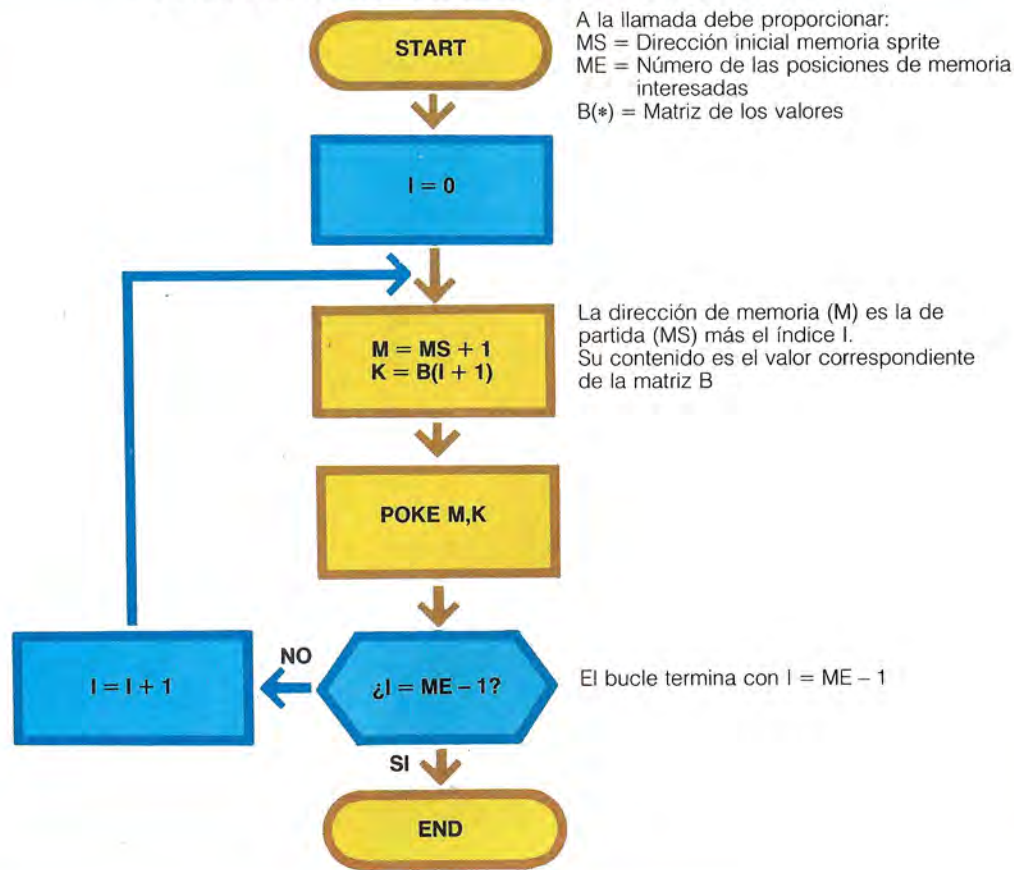 START
A la llamada debe proporcionar:
MS = Dirección inicial memoria sprite
ME = Número de las posiciones de memoria
interesadas
B(*) = Matriz de los valores
I = 0
M = MS + 1
K = B(I + 1)
La dirección de memoria (M) es la de
partida (MS) más el índice I.
Su contenido es el valor correspondiente
de la matriz B
POKE M,K
I = I + 1
NO
¿I = ME – 1?
El bucle termina con I = ME – 1
SI
END